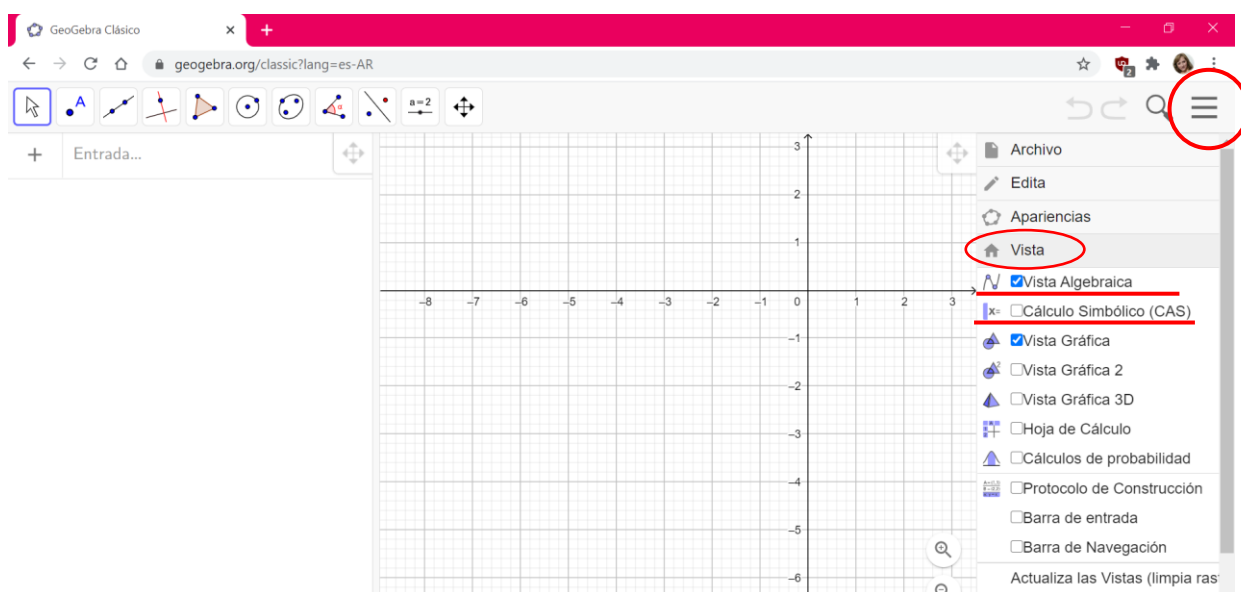 GeoGebra Clásico
geogebra.org/classic?lang=es-AR
2
A
α
a=2
Entrada...
3
2
1
–8 –7 –6 –5 –4 –3 –2 –1 0 1 2 3
–1
–2
–3
–4
–5
–6
Archivo
Edita
Apariencias
Vista
Vista Algebraica
x= Cálculo Simbólico (CAS)
Vista Gráfica
2 Vista Gráfica 2
Vista Gráfica 3D
Hoja de Cálculo
Cálculos de probabilidad
Protocolo de Construcción
Barra de entrada
Barra de Navegación
Actualiza las Vistas (limpia ras